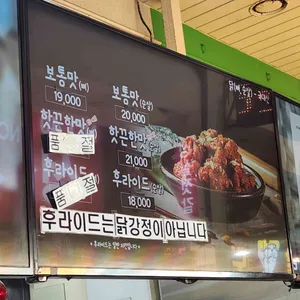 보통맛(뼈)
19,000
핫끈한맛(뼈)
품 절
후라이드
품 절
보통맛(순살)
20,000
핫끈한맛(순살)
21,000
후라이드(순살)
18,000
후라이드는닭강정이아닙니다